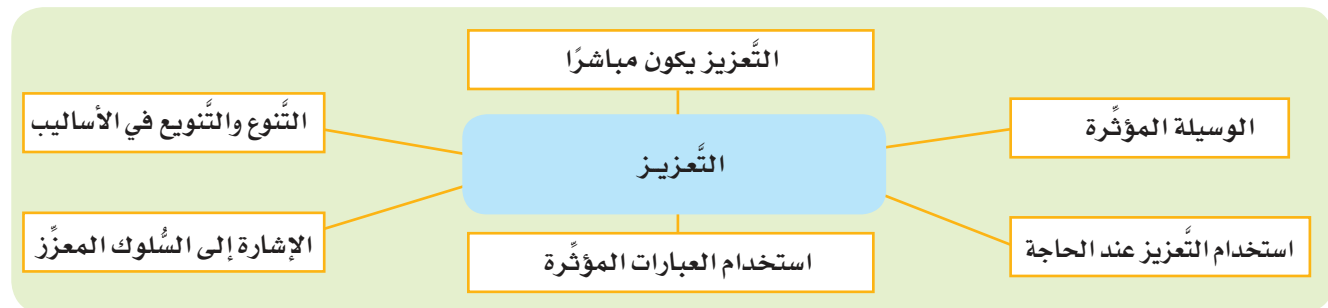 التَّعزيز يكون مباشرًا
الوسيلة المؤثِّرة
التَّنوع والتَّنويع في الأساليب
التَّعزيـز
استخدام التَّعزيز عند الحاجة
الإشارة إلى السُّلوك المعزَّز
استخدام العبارات المؤثِّرة